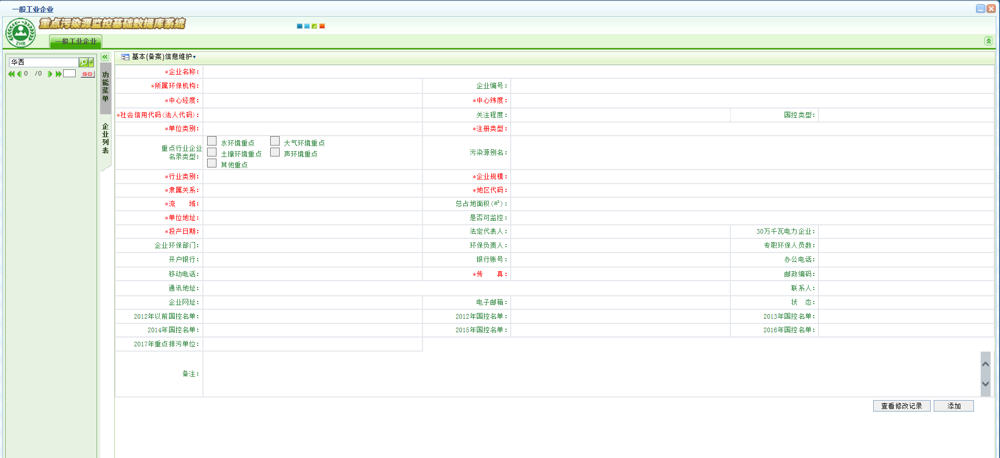 一般工业企业
重点污染源监控基础数据库系统
ZHB
一般工业企业
华西
0 /0 GO
功能菜单
企业列表
基本(备案)信息维护
*企业名称:
*所属环保机构: 企业编号:
*中心经度: *中心纬度:
*社会信用代码(法人代码): 关注程度: 国控类型:
*单位类别: *注册类型:
重点行业企业
名录类型:
水环境重点 大气环境重点
土壤环境重点 声环境重点
其他重点
污染源别名:
*行业类别: *企业规模:
*隶属关系: *地区代码:
*流 域: 总占地面积(㎡):
*单位地址: 是否可监控:
*投产日期: 法定代表人: 30万千瓦电力企业:
企业环保部门: 环保负责人: 专职环保人员数:
开户银行: 银行账号: 办公电话:
移动电话: *传 真: 邮政编码:
通讯地址: 联系人:
企业网址: 电子邮箱: 状 态:
2012年以前国控名单: 2012年国控名单: 2013年国控名单:
2014年国控名单: 2015年国控名单: 2016年国控名单:
2017年重点排污单位:
备注:
查看修改记录 添加